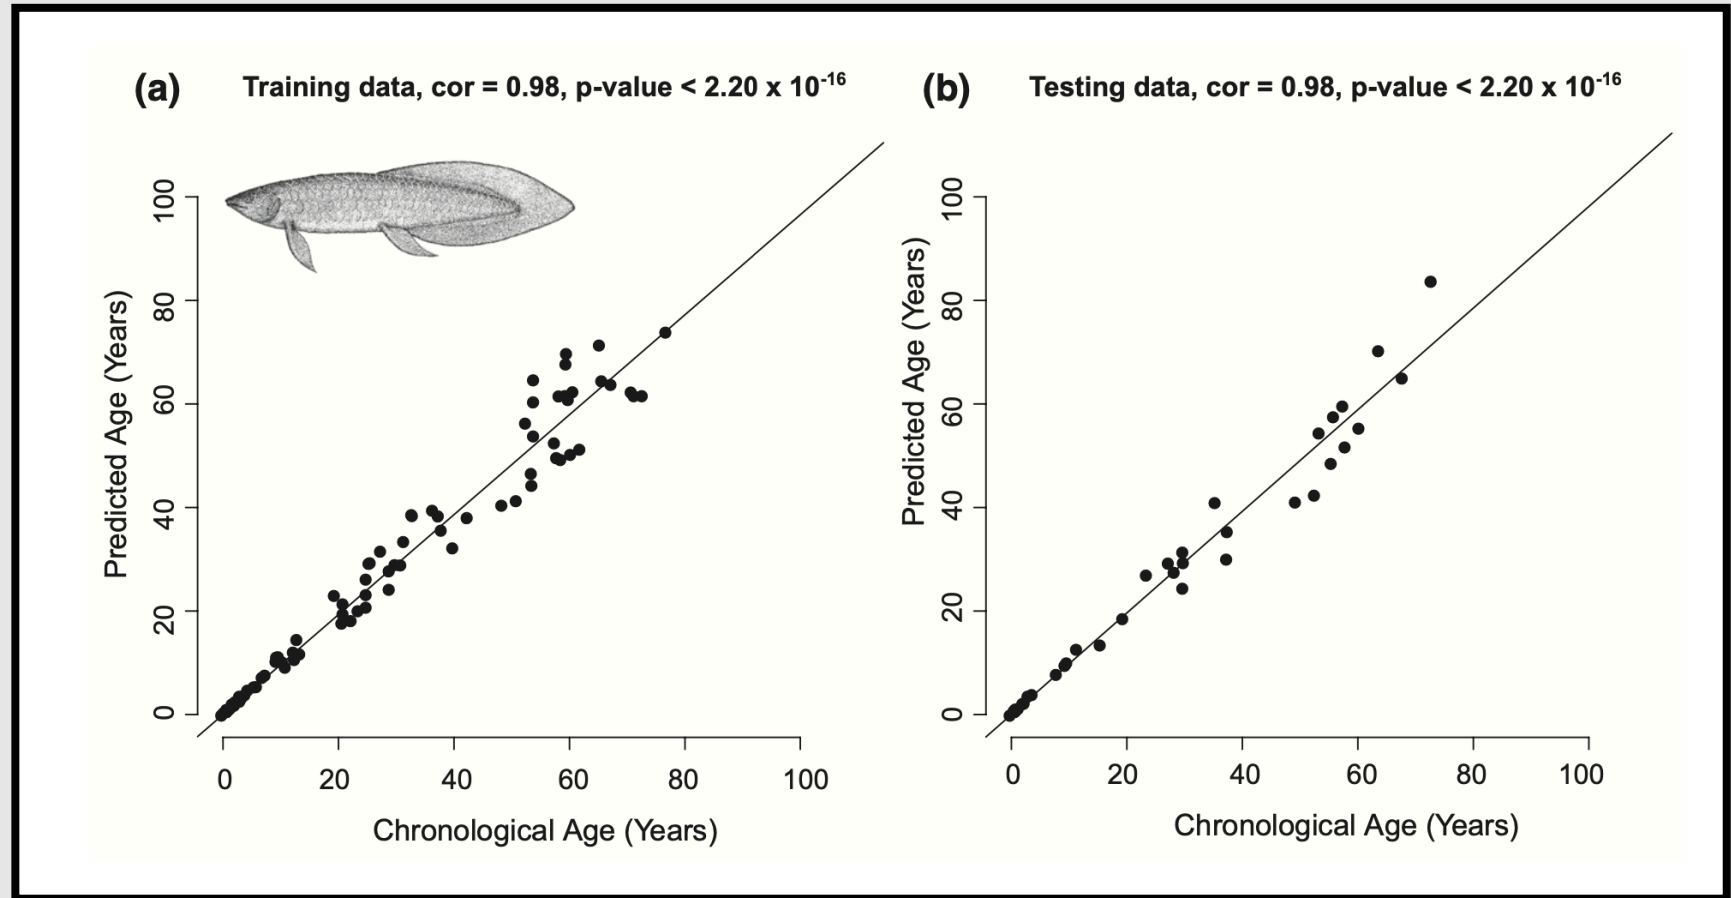 (a) Training data, cor = 0.98, p-value < 2.20 x 10⁻¹⁶
100
80
60
40
20
0
Predicted Age (Years)
0 20 40 60 80 100
Chronological Age (Years)
(b) Testing data, cor = 0.98, p-value < 2.20 x 10⁻¹⁶
100
80
60
40
20
0
Predicted Age (Years)
0 20 40 60 80 100
Chronological Age (Years)